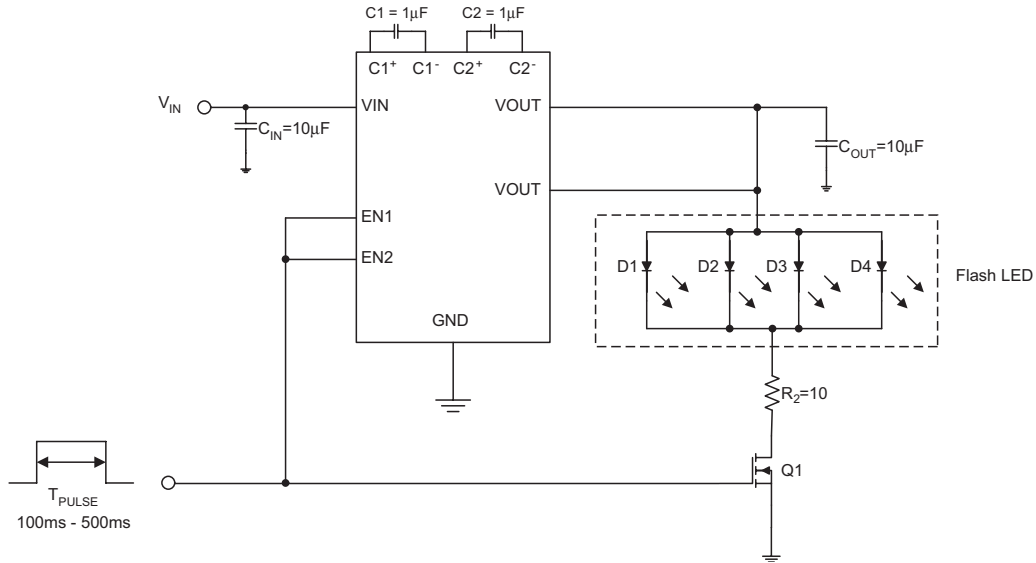 C1 = 1μF C2 = 1μF
C1+ C1- C2+ C2-
VIN VIN VOUT
CIN=10μF COUT=10μF
VOUT
EN1
EN2 D1 D2 D3 D4 Flash LED
GND
R2=10
Q1
TPULSE
100ms - 500ms